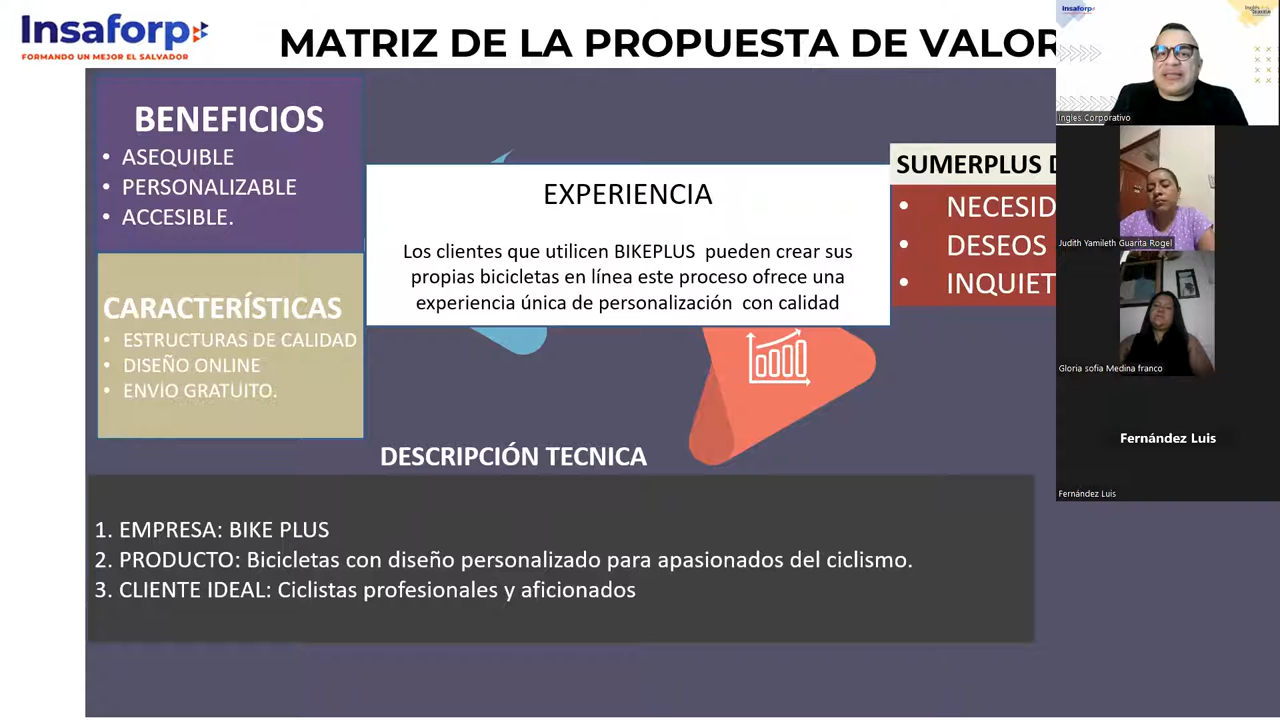 Insaforp
FORMANDO UN MEJOR EL SALVADOR
MATRIZ DE LA PROPUESTA DE VALOR
BENEFICIOS
• ASEQUIBLE
• PERSONALIZABLE
• ACCESIBLE.
CARACTERÍSTICAS
• ESTRUCTURAS DE CALIDAD
• DISEÑO ONLINE
• ENVIO GRATUITO.
EXPERIENCIA
Los clientes que utilicen BIKEPLUS pueden crear sus
propias bicicletas en línea este proceso ofrece una
experiencia única de personalización con calidad
SUMERPLUS D
• NECESID
• DESEOS
• INQUIET
DESCRIPCIÓN TECNICA
1. EMPRESA: BIKE PLUS
2. PRODUCTO: Bicicletas con diseño personalizado para apasionados del ciclismo.
3. CLIENTE IDEAL: Ciclistas profesionales y aficionados
Insaforp
Ingles Corporativo
Judith Yamileth Guarita Rogel
Gloria sofia Medina franco
Fernández Luis
Fernández Luis